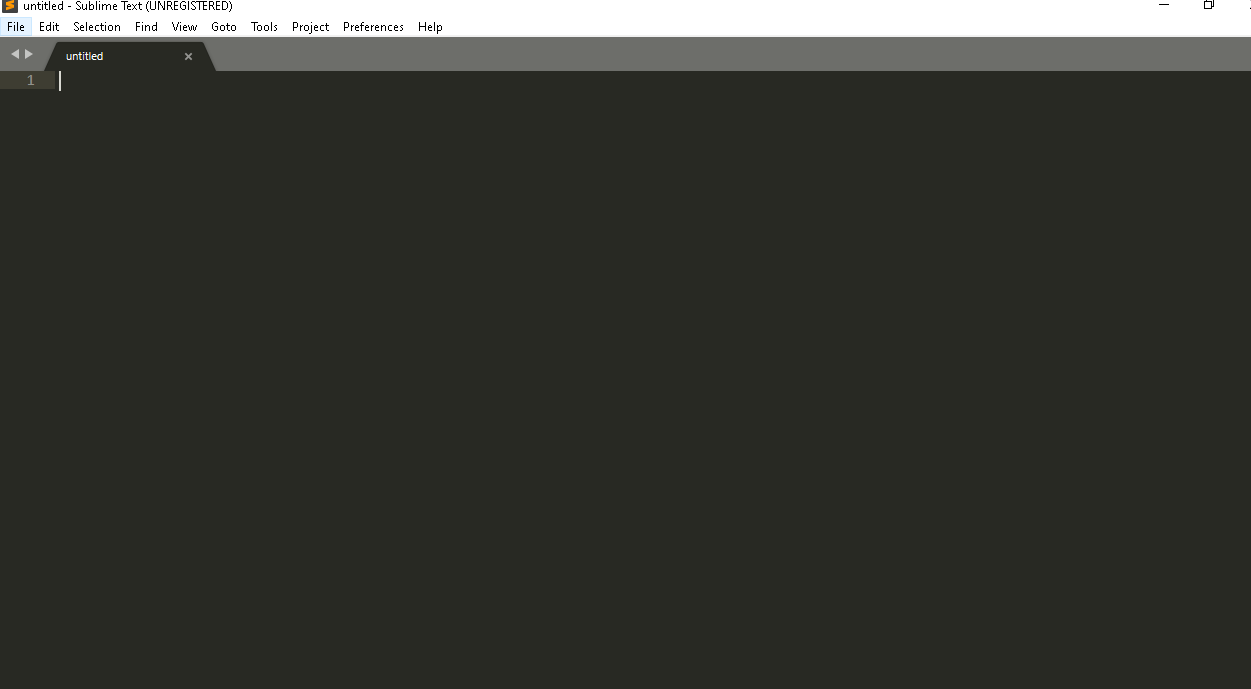 untitled - Sublime Text (UNREGISTERED)
File Edit Selection Find View Goto Tools Project Preferences Help
untitled
1